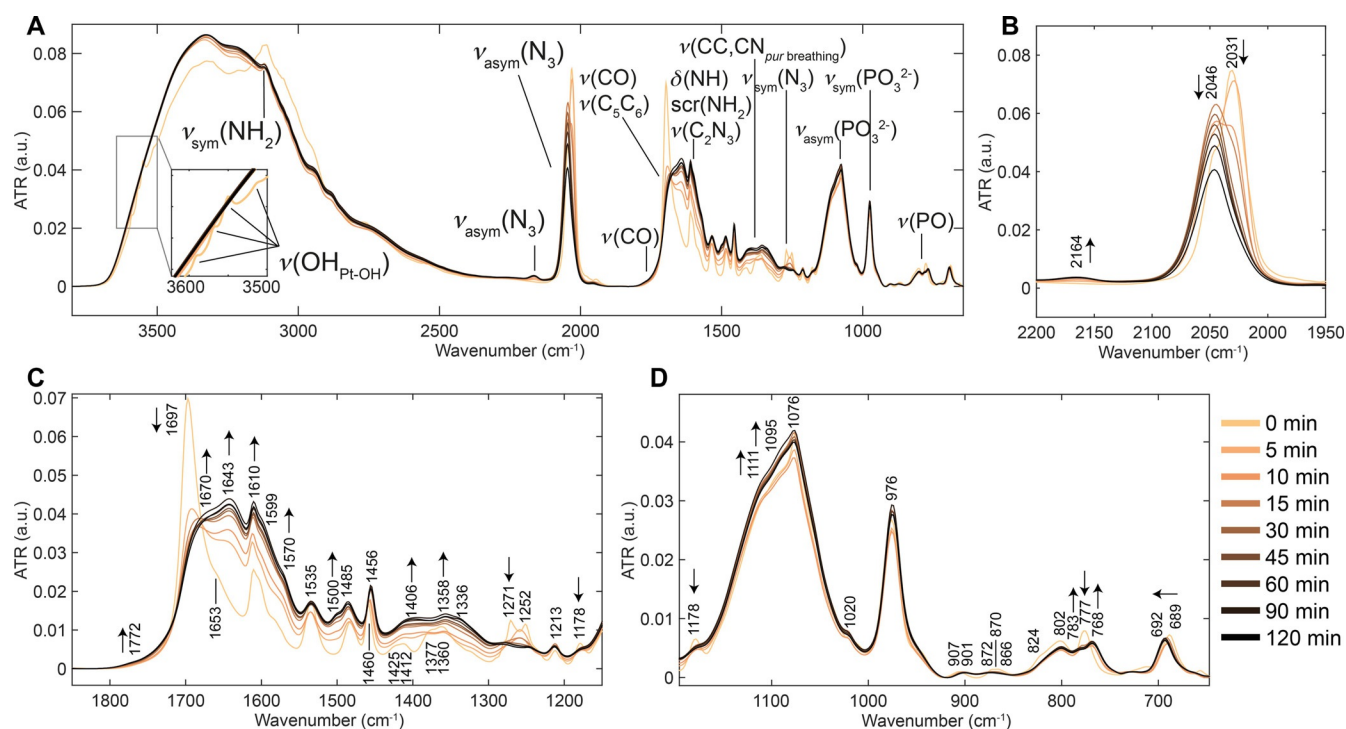 A
ATR (a.u.)
0.08
0.06
0.04
0.02
0
νsym(NH2)
3600
3500
ν(OHPt-OH)
νasym(N3)
νasym(N3)
ν(CO)
ν(C5C6)
ν(CO)
ν(CC,CNpur breathing)
δ(NH)
scr(NH2)
ν(C2N3)
νsym(N3)
νsym(PO3²⁻)
νasym(PO3²⁻)
ν(PO)
3500
3000
2500
2000
1500
1000
Wavenumber (cm⁻¹)
B
ATR (a.u.)
0.08
0.06
0.04
0.02
0
2164
2046
2031
2200
2150
2100
2050
2000
1950
Wavenumber (cm⁻¹)
C
ATR (a.u.)
0.07
0.06
0.05
0.04
0.03
0.02
0.01
0
1772
1697
1670
1653
1643
1610
1599
1570
1535
1500
1485
1460
1456
1425
1412
1406
1377
1360
1358
1336
1271
1252
1213
1178
1800
1700
1600
1500
1400
1300
1200
Wavenumber (cm⁻¹)
D
ATR (a.u.)
0.04
0.03
0.02
0.01
0
1178
1111
1095
1076
1020
976
907
901
872
870
866
824
802
783
777
768
692
689
1100
1000
900
800
700
Wavenumber (cm⁻¹)
0 min
5 min
10 min
15 min
30 min
45 min
60 min
90 min
120 min